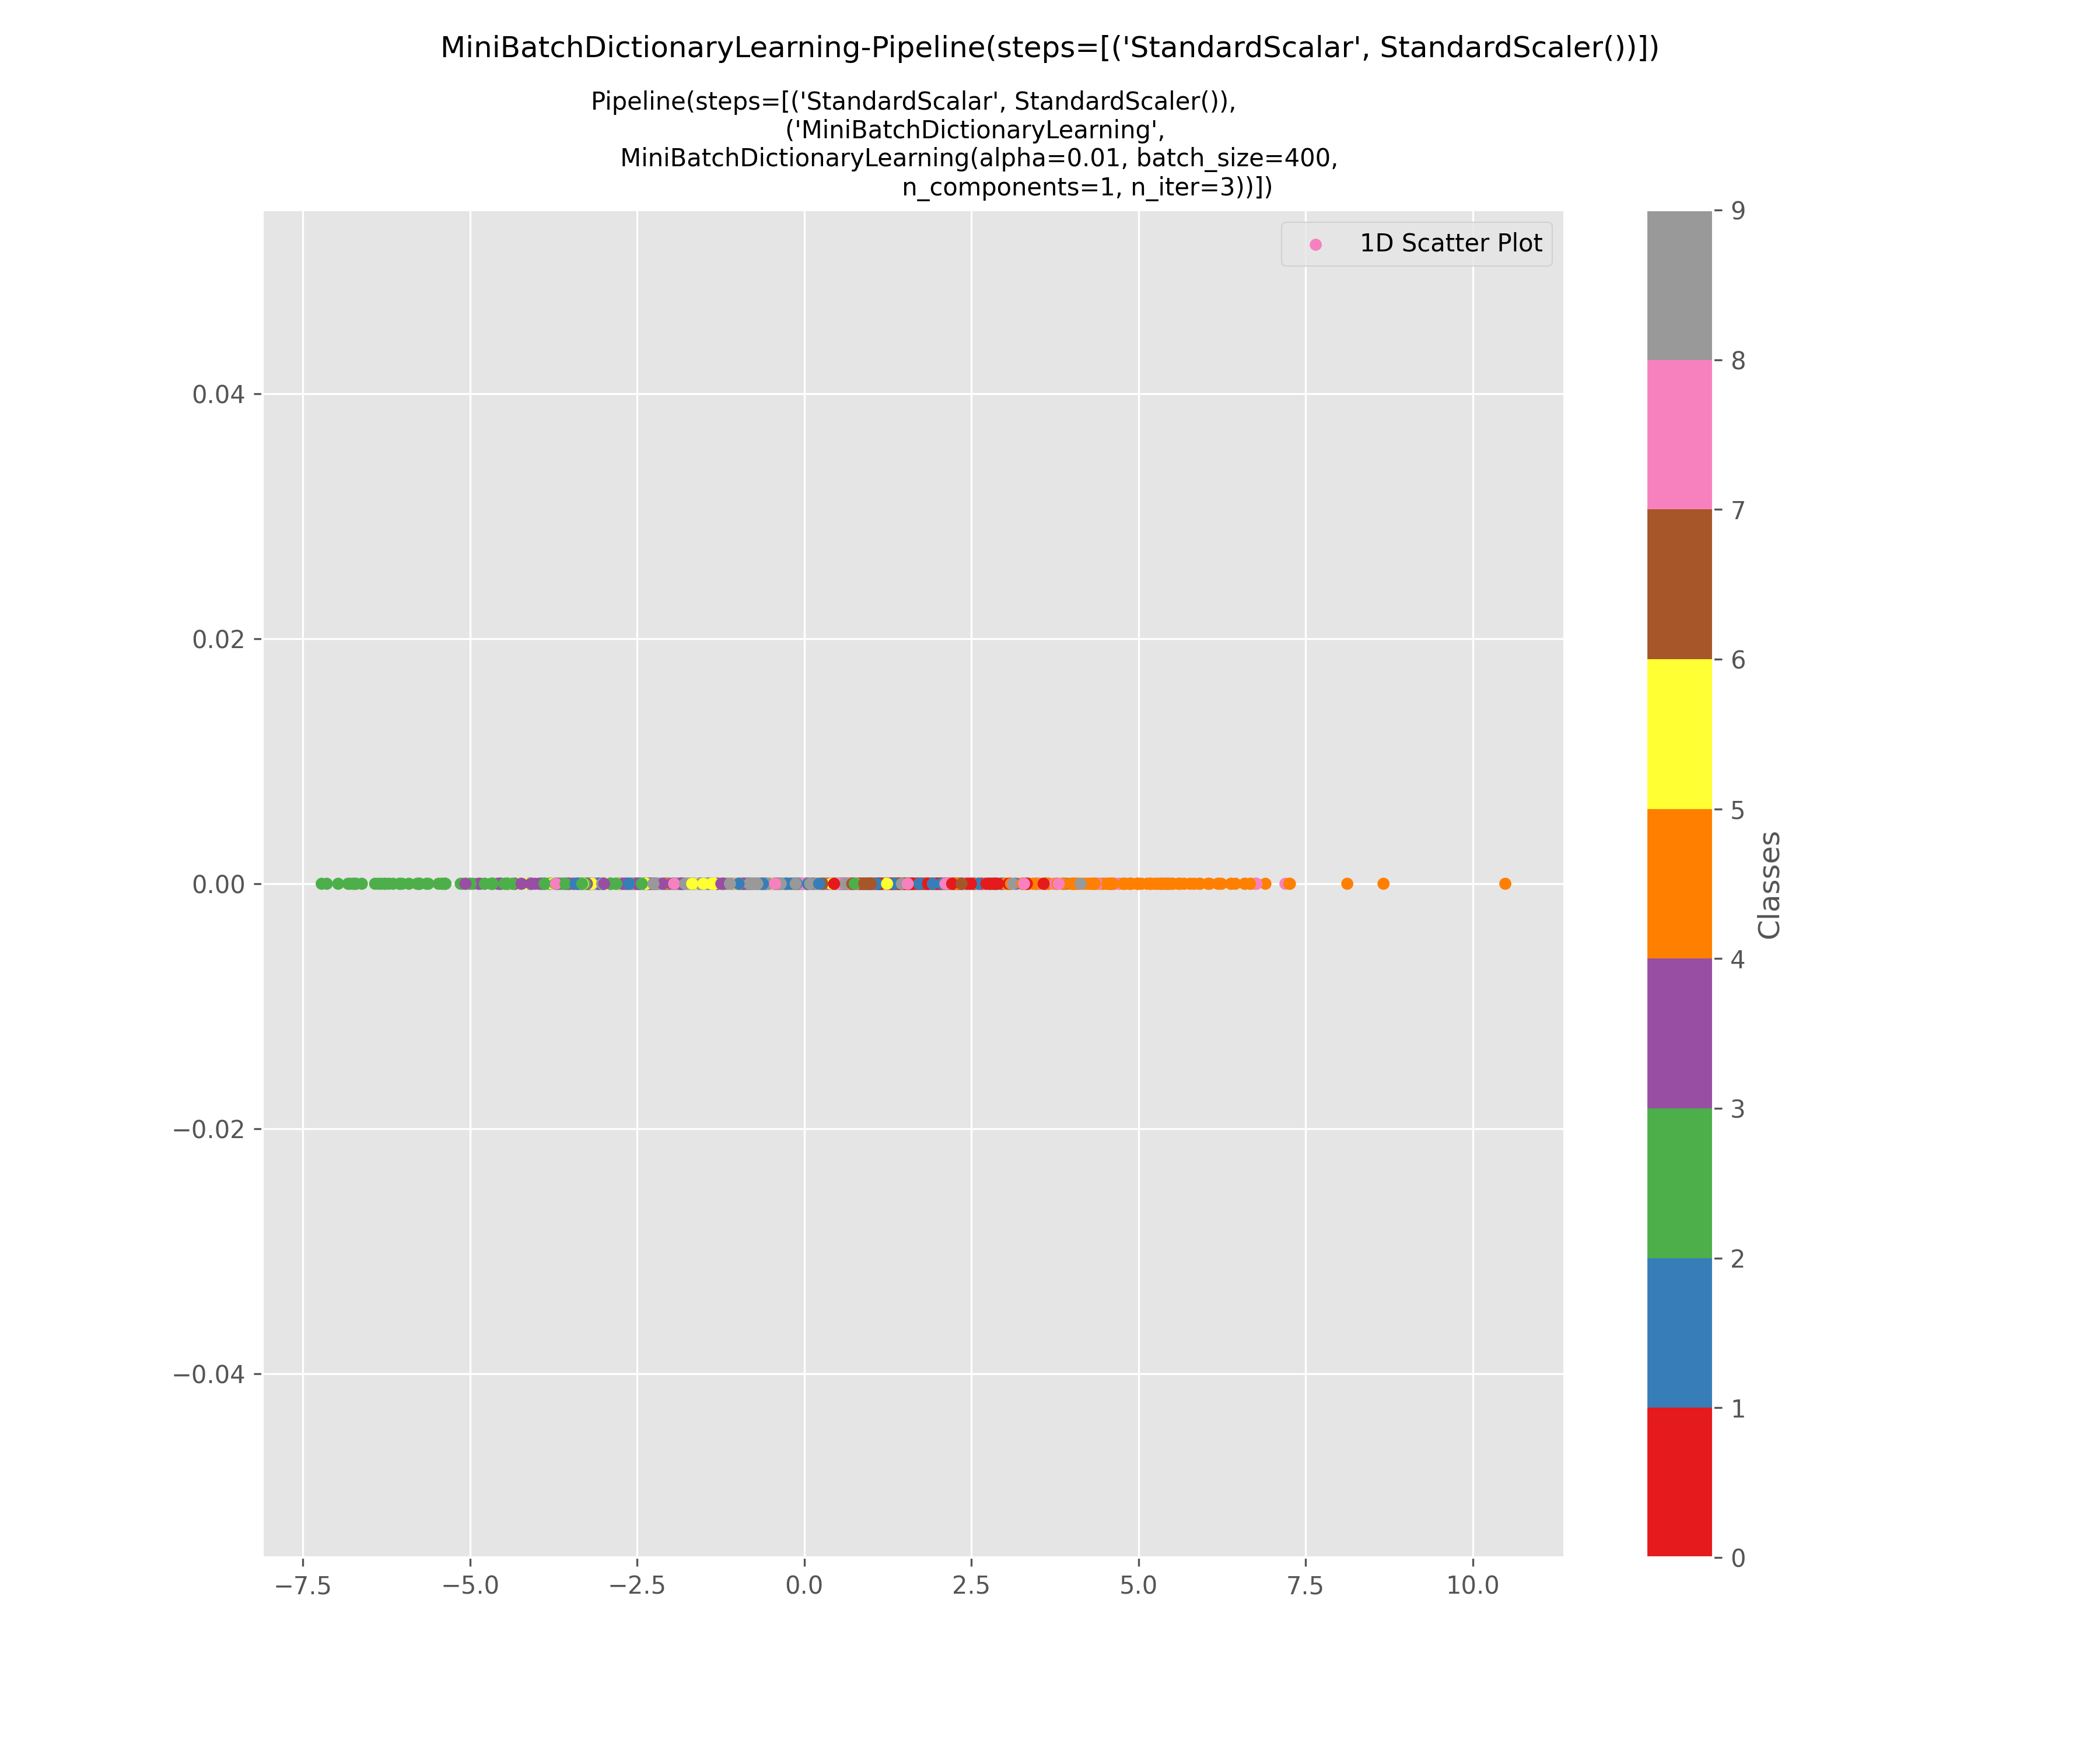 MiniBatchDictionaryLearning-Pipeline(steps=[('StandardScalar', StandardScaler())])
Pipeline(steps=[('StandardScalar', StandardScaler()),
('MiniBatchDictionaryLearning',
MiniBatchDictionaryLearning(alpha=0.01, batch_size=400,
n_components=1, n_iter=3))])
1D Scatter Plot
0.04
0.02
0.00
−0.02
−0.04
−7.5 −5.0 −2.5 0.0 2.5 5.0 7.5 10.0
9
8
7
6
5
4
3
2
1
0
Classes